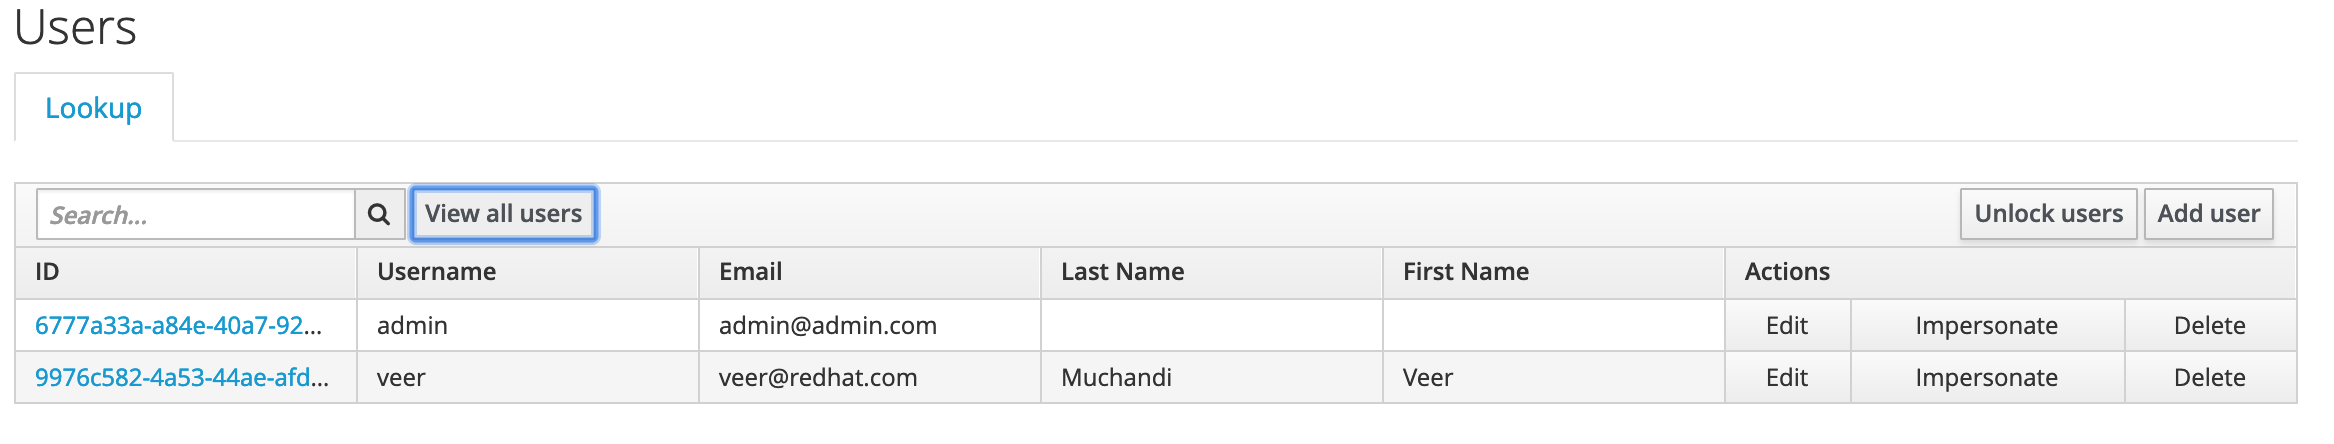 Users
Lookup
Search... View all users Unlock users Add user
ID Username Email Last Name First Name Actions
6777a33a-a84e-40a7-92... admin admin@admin.com Edit Impersonate Delete
9976c582-4a53-44ae-afd... veer veer@redhat.com Muchandi Veer Edit Impersonate Delete